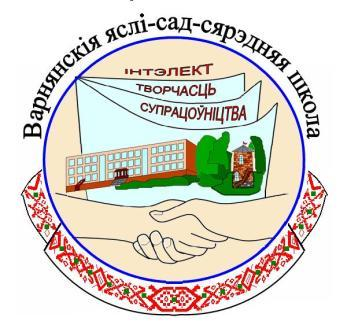 Варнянскія яслі-сад-сярэдняя школа
ІНТЭЛЕКТ
ТВОРЧАСЦЬ
СУПРАЦОЎНІЦТВА